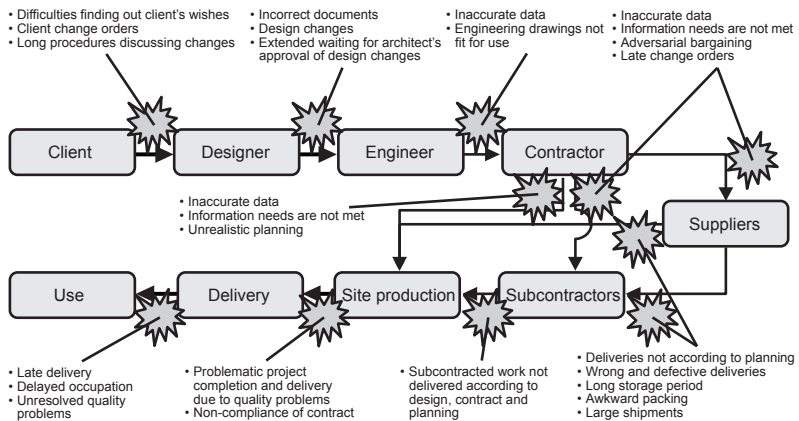 • Difficulties finding out client's wishes
• Client change orders
• Long procedures discussing changes
• Incorrect documents
• Design changes
• Extended waiting for architect's
approval of design changes
• Inaccurate data
• Engineering drawings not
fit for use
• Inaccurate data
• Information needs are not met
• Adversarial bargaining
• Late change orders
Client
Designer
Engineer
Contractor
• Inaccurate data
• Information needs are not met
• Unrealistic planning
Suppliers
Use
Delivery
Site production
Subcontractors
• Late delivery
• Delayed occupation
• Unresolved quality
problems
• Problematic project
completion and delivery
due to quality problems
• Non-compliance of contract
• Subcontracted work not
delivered according to
design, contract and
planning
• Deliveries not according to planning
• Wrong and defective deliveries
• Long storage period
• Awkward packing
• Large shipments